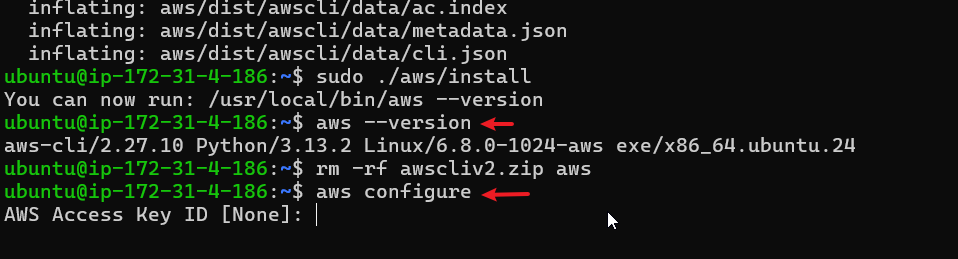 inflating: aws/dist/awscli/data/ac.index
inflating: aws/dist/awscli/data/metadata.json
inflating: aws/dist/awscli/data/cli.json
ubuntu@ip-172-31-4-186:~$ sudo ./aws/install
You can now run: /usr/local/bin/aws --version
ubuntu@ip-172-31-4-186:~$ aws --version
aws-cli/2.27.10 Python/3.13.2 Linux/6.8.0-1024-aws exe/x86_64.ubuntu.24
ubuntu@ip-172-31-4-186:~$ rm -rf awscliv2.zip aws
ubuntu@ip-172-31-4-186:~$ aws configure
AWS Access Key ID [None]: